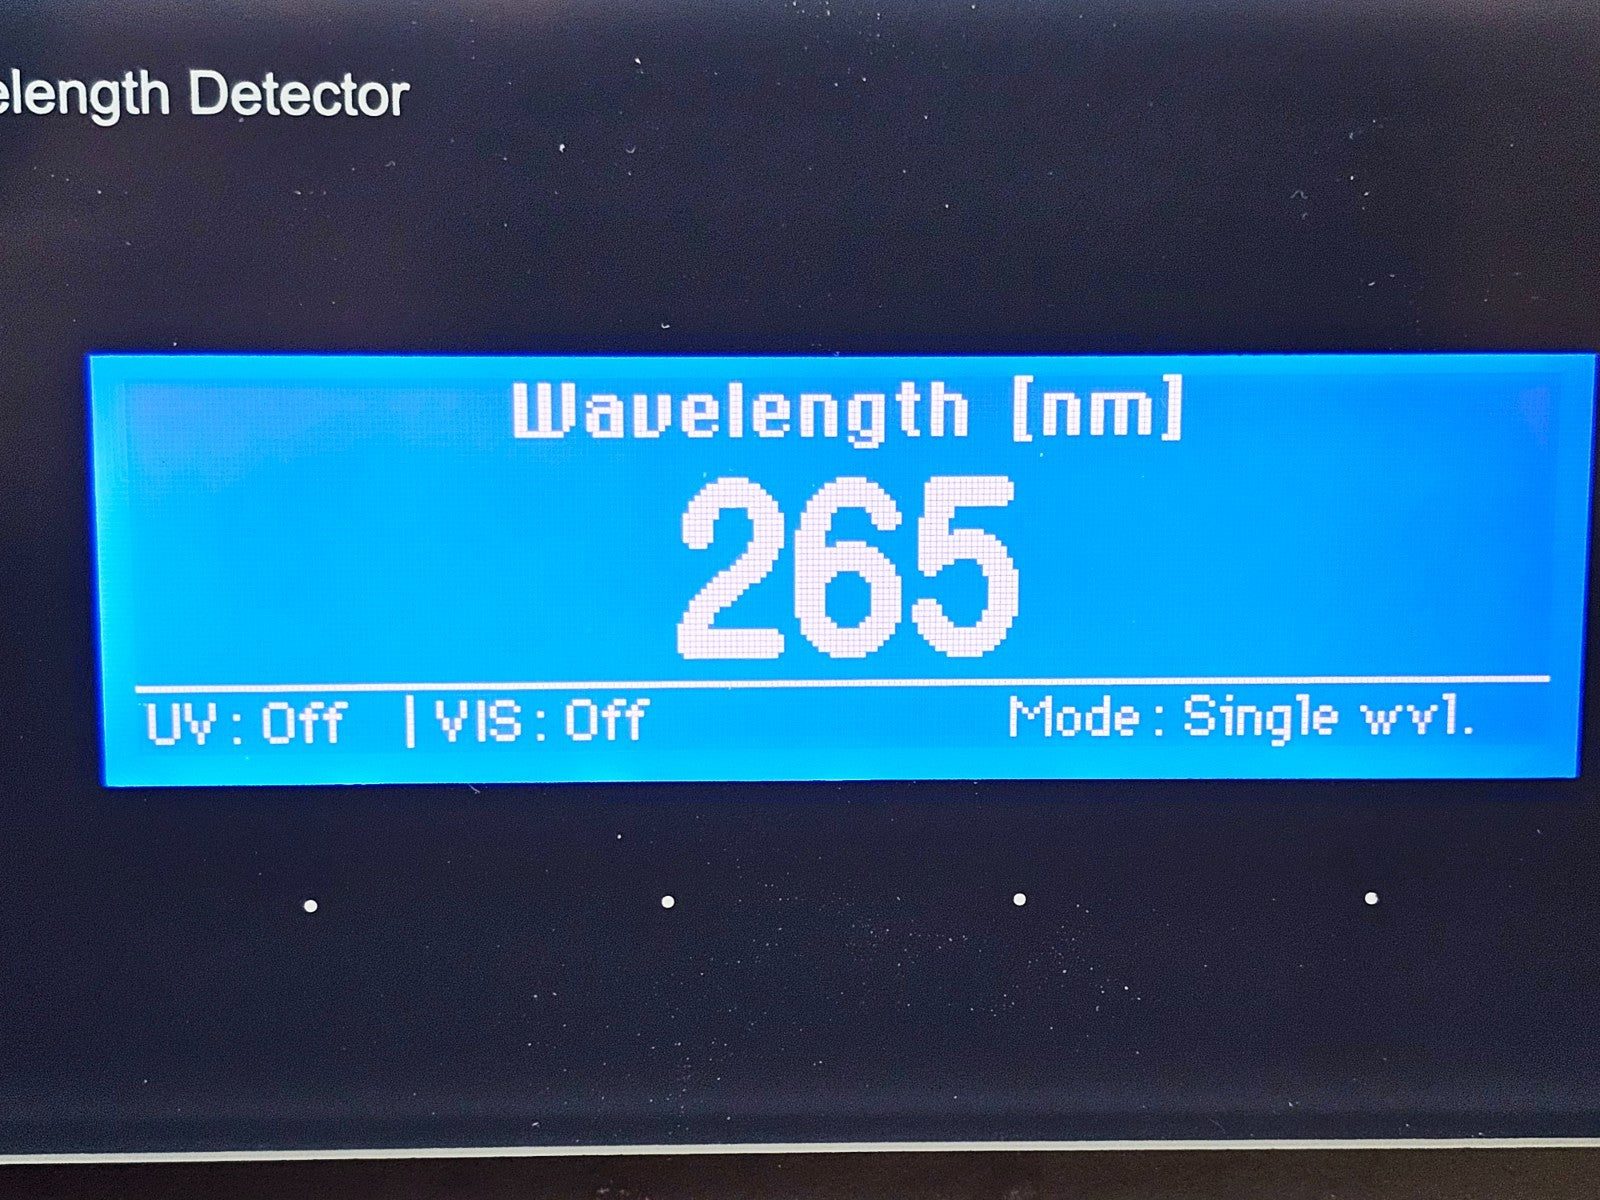 elength Detector
Wavelength [nm]
265
UV: Off | VIS: Off Mode: Single wvl.